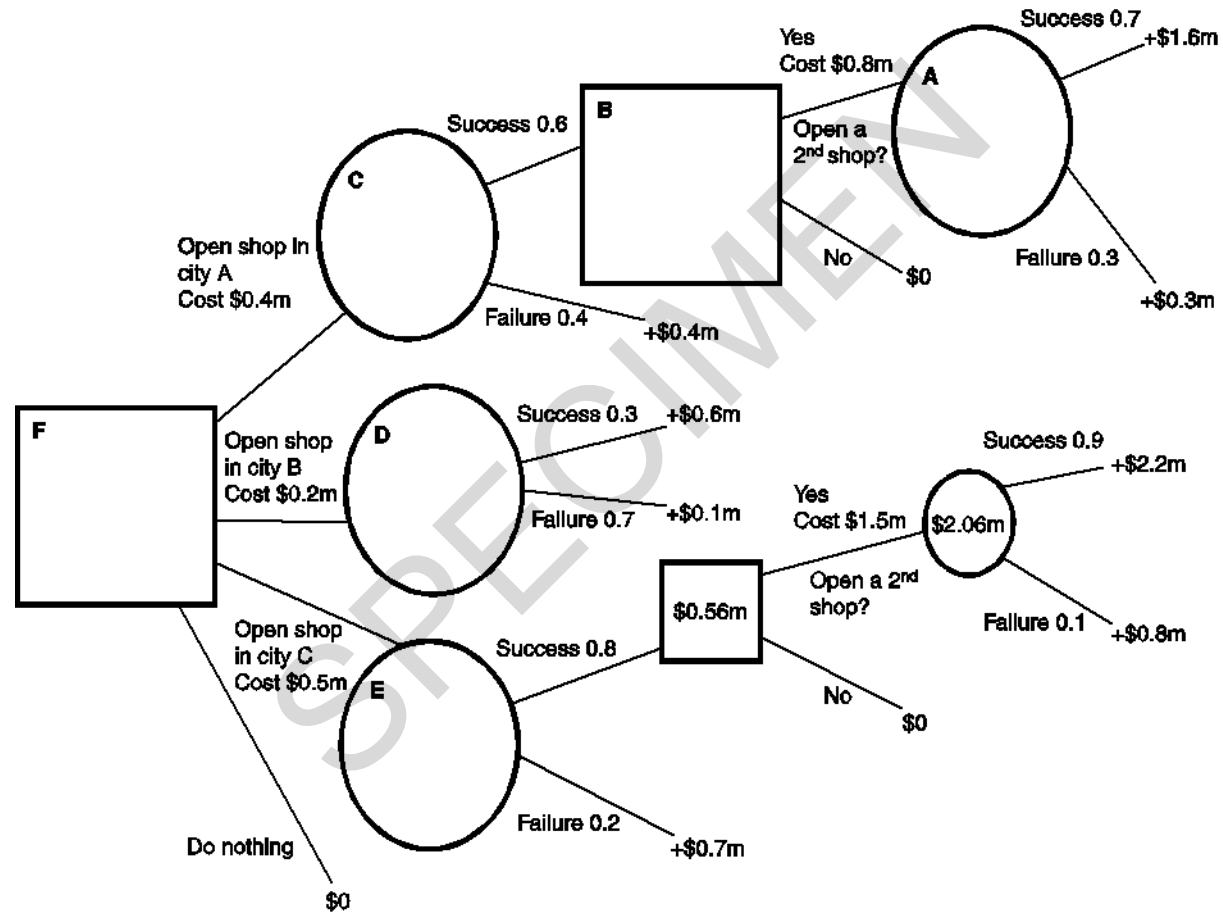 Success 0.7
+$1.6m
Yes
Cost $0.8m
A
B
Success 0.6
Open a
2nd shop?
C
No
$0
Failure 0.3
+$0.3m
Open shop in
city A
Cost $0.4m
Failure 0.4
+$0.4m
F
D
Success 0.3
+$0.6m
Open shop
in city B
Cost $0.2m
Failure 0.7
+$0.1m
Success 0.9
+$2.2m
Yes
Cost $1.5m
$2.06m
Open a 2nd
shop?
$0.56m
Failure 0.1
+$0.8m
Open shop
in city C
Cost $0.5m
E
Success 0.8
No
$0
Failure 0.2
+$0.7m
Do nothing
$0
SPECIMEN